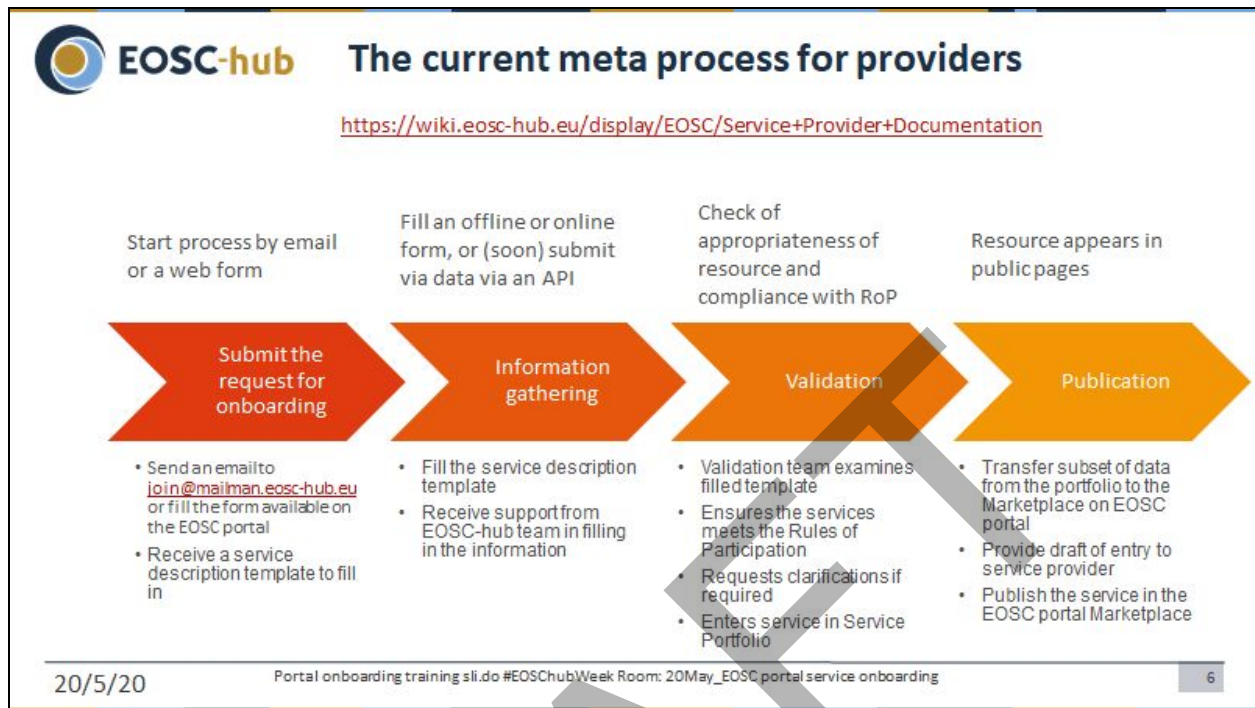 EOSC-hub
The current meta process for providers
https://wiki.eosc-hub.eu/display/EOSC/Service+Provider+Documentation
Start process by email
or a web form
Fill an offline or online
form, or (soon) submit
via data via an API
Check of
appropriateness of
resource and
compliance with RoP
Resource appears in
public pages
Submit the
request for
onboarding
Information
gathering
Validation
Publication
• Send an email to
join@mailman.eosc-hub.eu
or fill the form available on
the EOSC portal
• Receive a service
description template to fill
in
• Fill the service description
template
• Receive support from
EOSC-hub team in filling
in the information
• Validation team examines
filled template
• Ensures the services
meets the Rules of
Participation
• Requests clarifications if
required
• Enters service in Service
Portfolio
• Transfer subset of data
from the portfolio to the
Marketplace on EOSC
portal
• Provide draft of entry to
service provider
• Publish the service in the
EOSC portal Marketplace
20/5/20
Portal onboarding training sli.do #EOSChubWeek Room: 20May_EOSC portal service onboarding
6